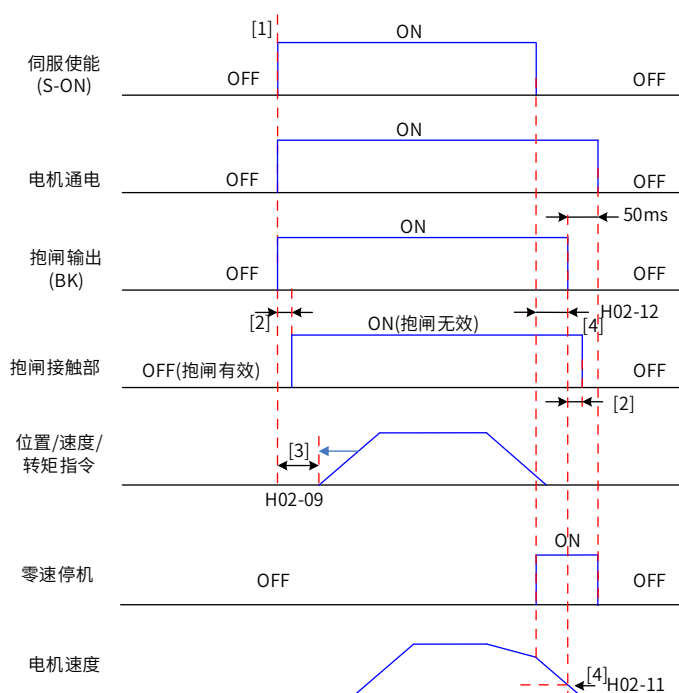 [1]
ON
伺服使能
(S-ON)
OFF
OFF
ON
电机通电
OFF
OFF
50ms
ON
抱闸输出
(BK)
OFF
OFF
H02-12
[2]
[4]
ON(抱闸无效)
抱闸接触部
OFF(抱闸有效)
OFF
[2]
位置/速度/
转矩指令
[3]
H02-09
ON
零速停机
OFF
OFF
电机速度
[4]
H02-11